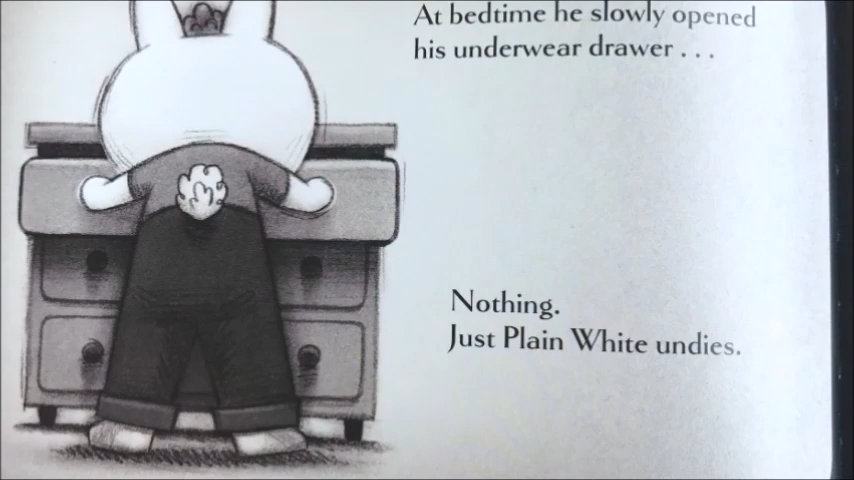 At bedtime he slowly opened
his underwear drawer . . .
Nothing.
Just Plain White undies.